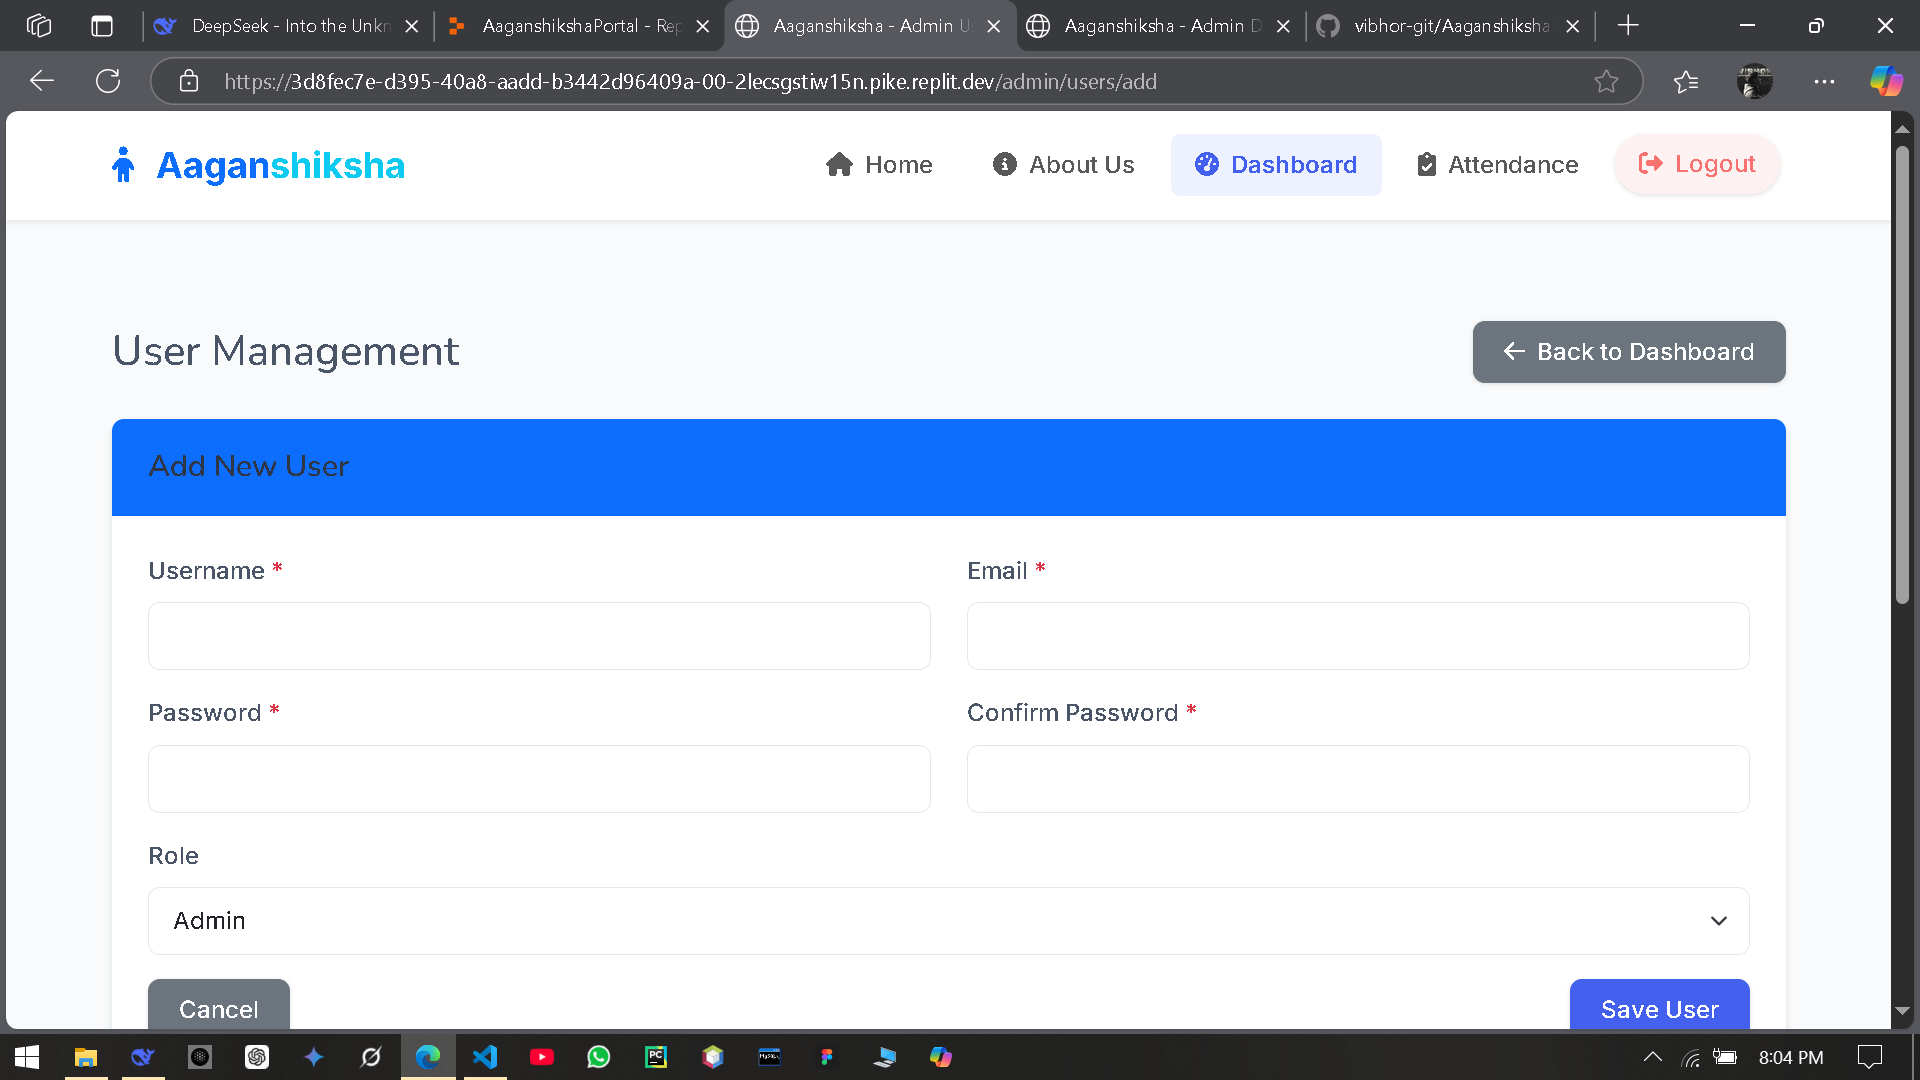 DeepSeek - Into the Unkn
AaganshikshaPortal - Rep
Aaganshiksha - Admin U
Aaganshiksha - Admin D
vibhor-git/Aaganshiksha
https://3d8fec7e-d395-40a8-aadd-b3442d96409a-00-2lecsgstiw15n.pike.replit.dev/admin/users/add
Aaganshiksha
Home
About Us
Dashboard
Attendance
Logout
User Management
Back to Dashboard
Add New User
Username *
Email *
Password *
Confirm Password *
Role
Admin
Cancel
Save User
PC
MySQL
8:04 PM